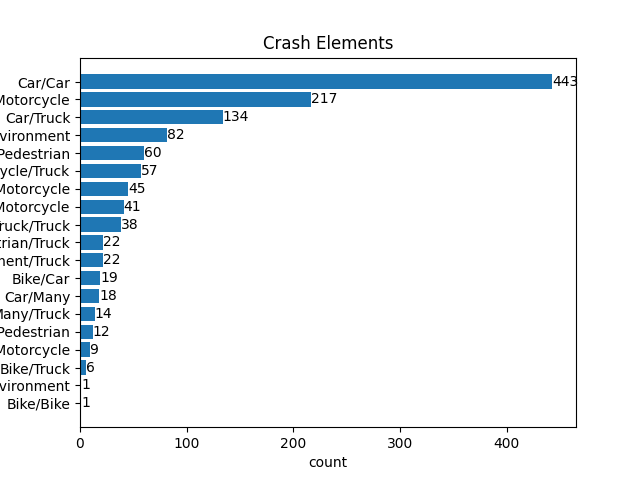 Crash Elements
Car/Car 443
Motorcycle 217
Car/Truck 134
vironment 82
Pedestrian 60
ycle/Truck 57
Motorcycle 45
Motorcycle 41
ruck/Truck 38
trian/Truck 22
nent/Truck 22
Bike/Car 19
Car/Many 18
Many/Truck 14
Pedestrian 12
Motorcycle 9
Bike/Truck 6
vironment 1
Bike/Bike 1
0 100 200 300 400
count